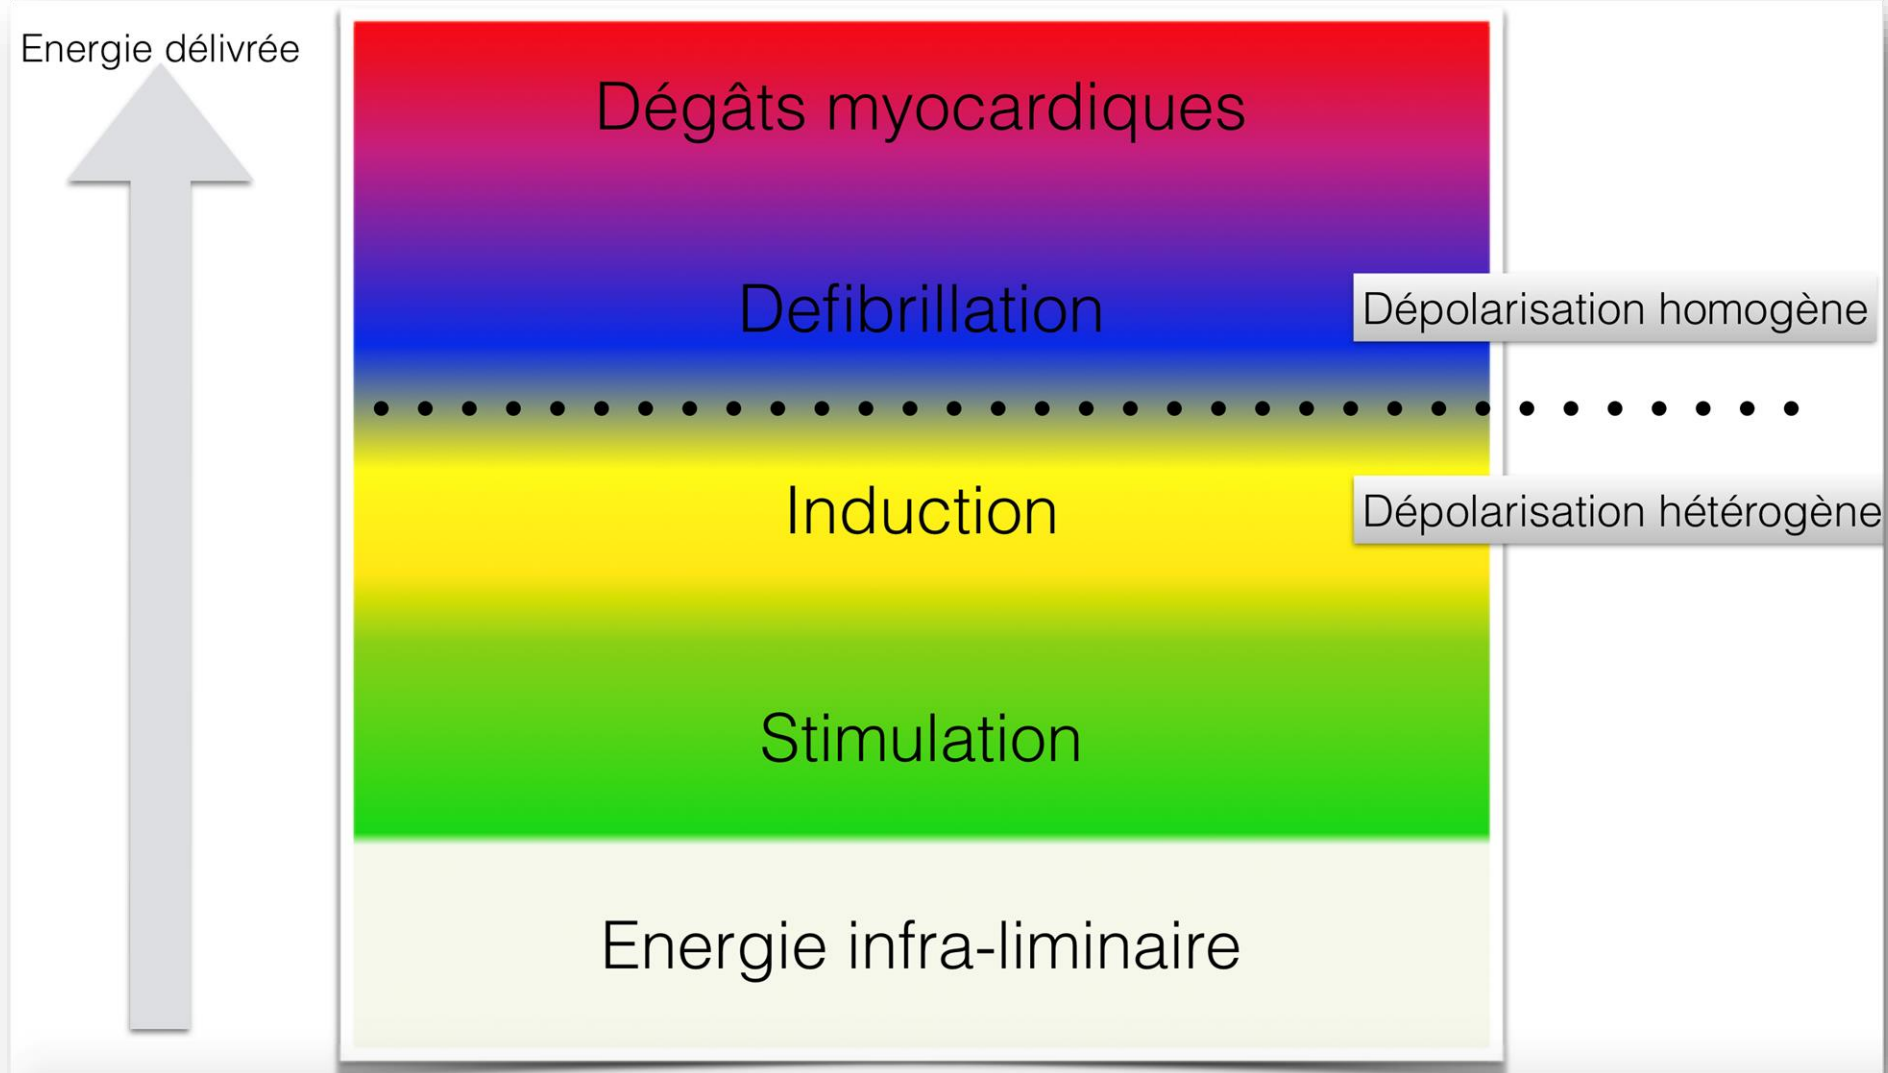 Energie délivrée
Dégâts myocardiques
Defibrillation
Dépolarisation homogène
Induction
Dépolarisation hétérogène
Stimulation
Energie infra-liminaire